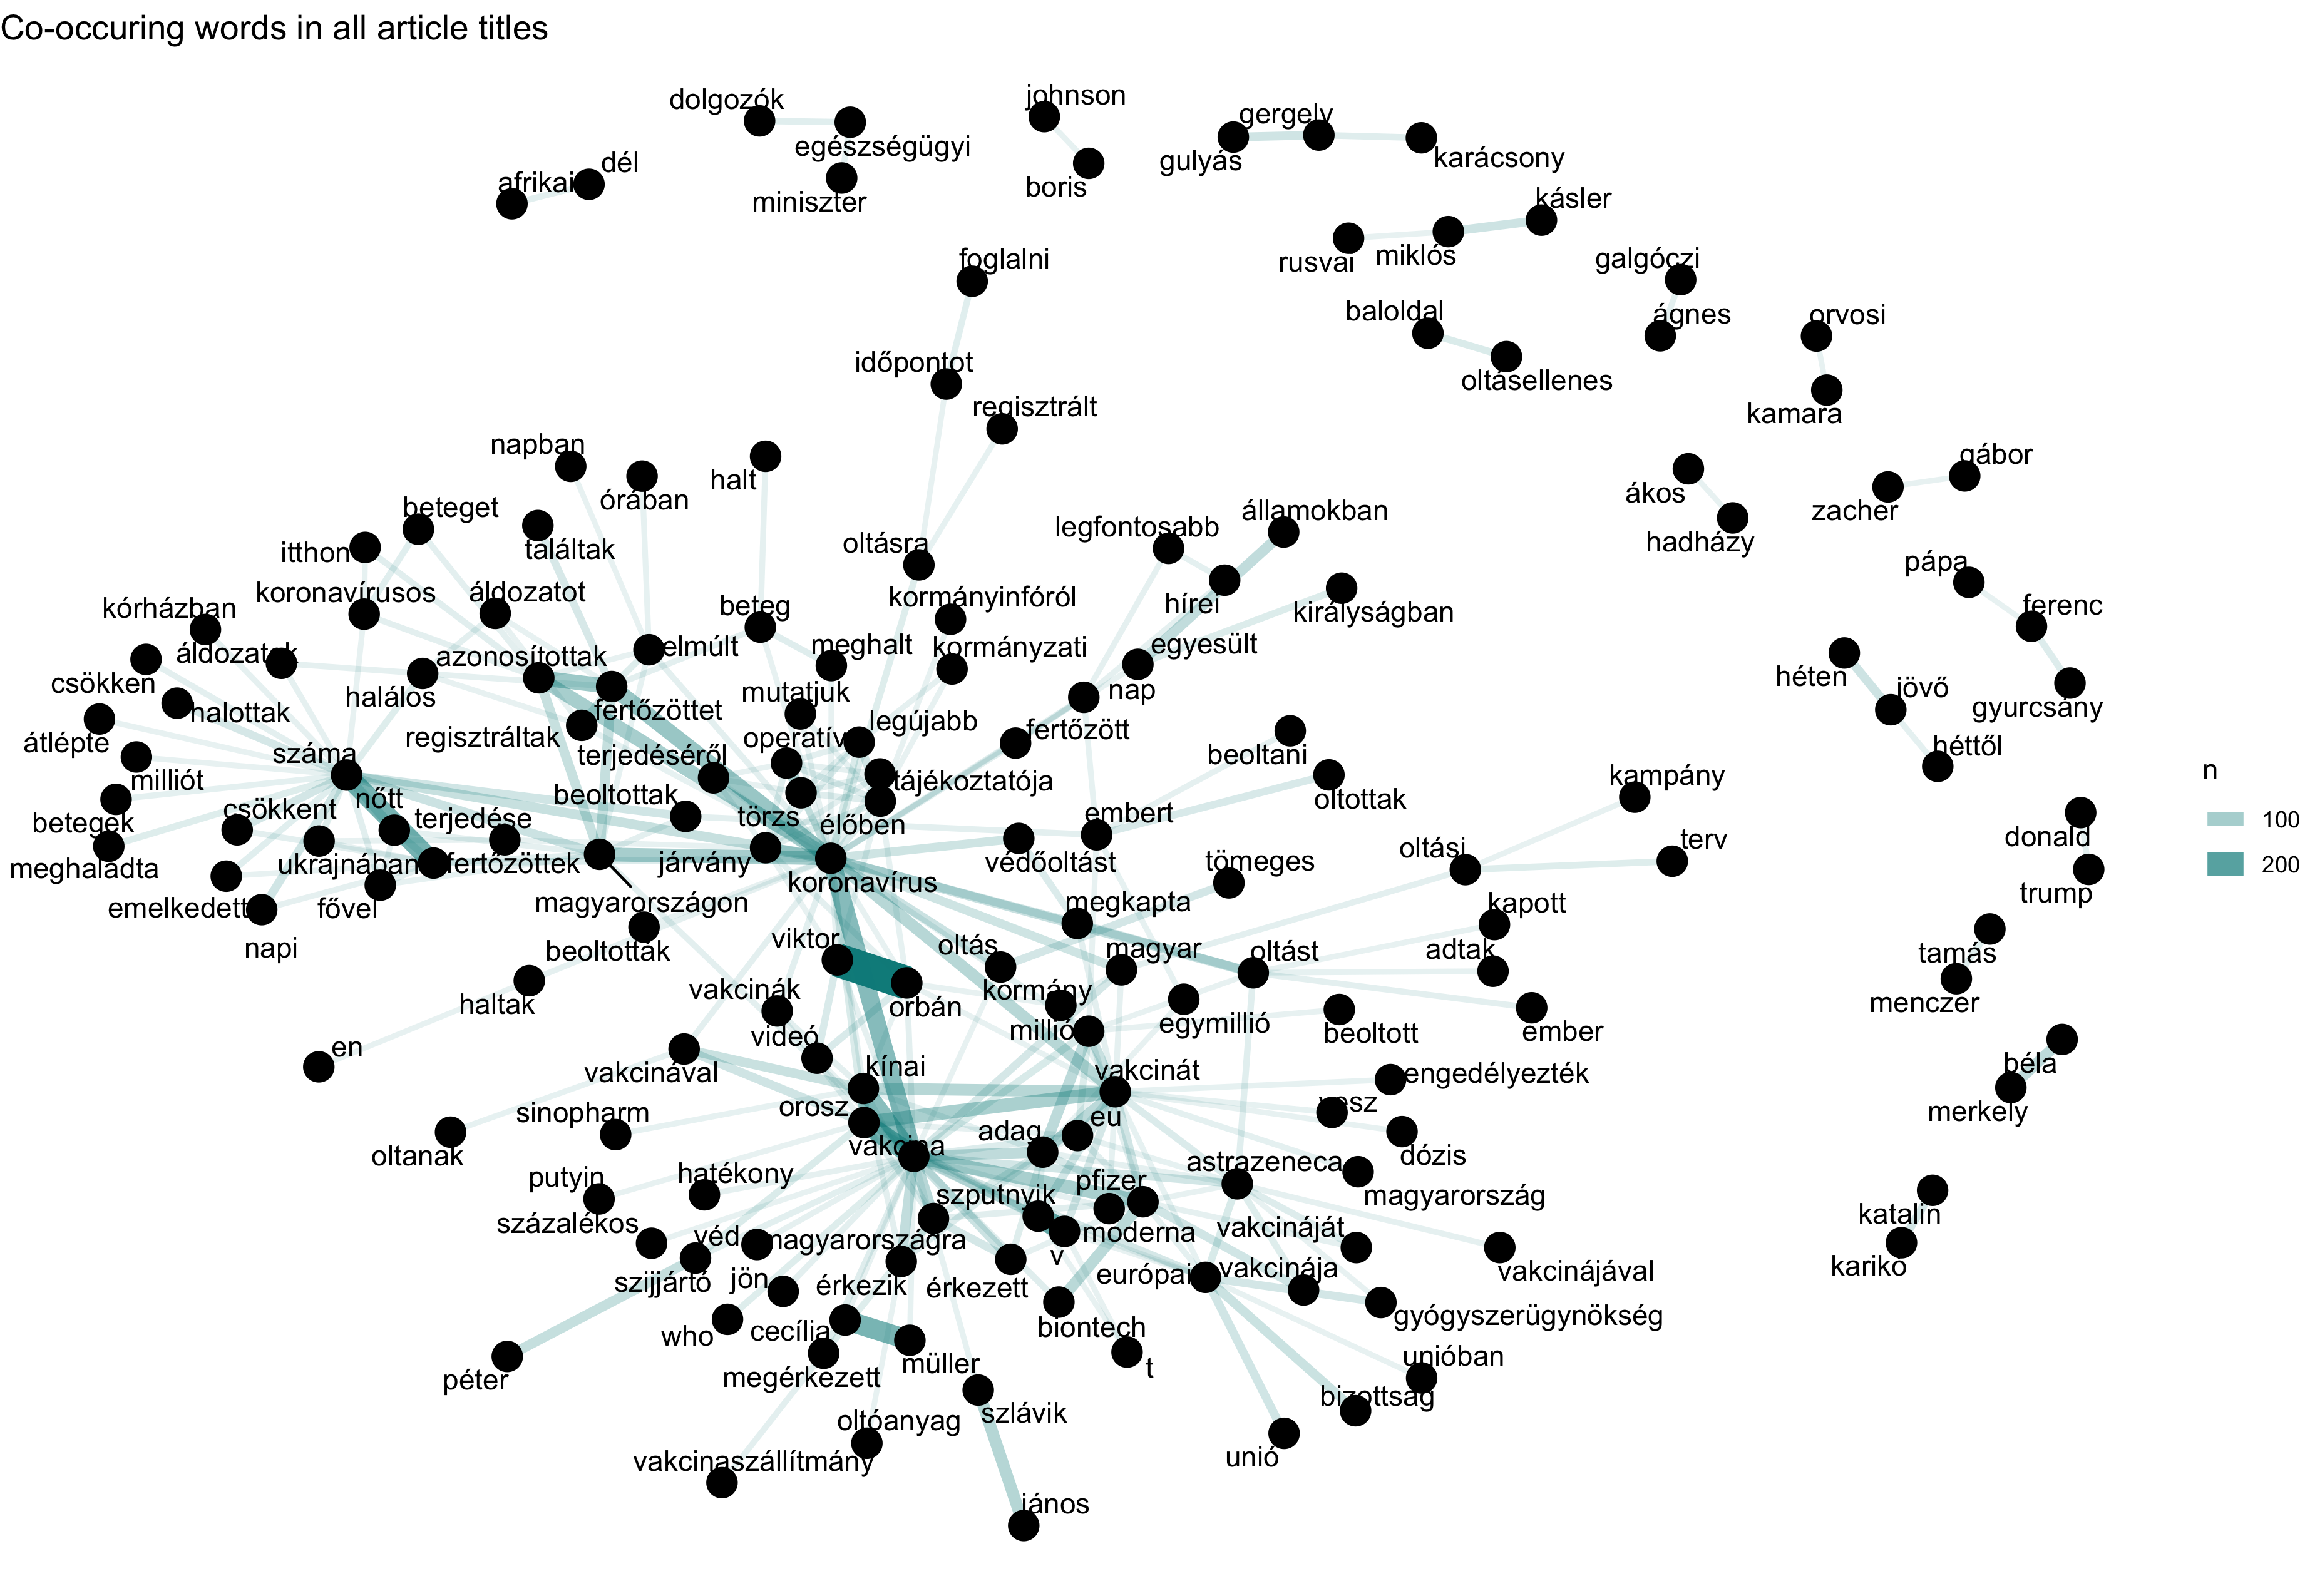 Co-occuring words in all article titles
dolgozók
johnson
gergely
egészségügyi
gulyás
karácsony
dél
afrikai
boris
miniszter
kásler
rusvai
miklós
foglalni
galgóczi
baloldal
ágnes
orvosi
időpontot
oltásellenes
regisztrált
kamara
napban
gábor
halt
órában
ákos
zacher
beteget
államokban
legfontosabb
itthon
találtak
oltásra
hadházy
pápa
koronavírusos
áldozatot
kormányinfóról
hírei
kórházban
beteg
királyságban
ferenc
áldozatok
azonosítottak
elmúlt
meghalt
kormányzati
egyesült
csökken
halálos
mutatjuk
nap
héten
jövő
halottak
fertőzöttet
legújabb
gyurcsány
átlépte
regisztráltak
operatív
fertőzött
száma
terjedéséről
beoltani
héttől
milliót
nőtt
beoltottak
tájékoztatója
oltottak
kampány
n
betegek
csökkent
terjedése
törzs
élőben
embert
100
meghaladta
ukrajnában
fertőzöttek
járvány
védőoltást
tömeges
oltási
terv
donald
200
koronavírus
emelkedett
fővel
magyarországon
megkapta
kapott
trump
napi
beoltották
viktor
oltás
magyar
oltást
adtak
tamás
haltak
vakcinák
orbán
kormány
menczer
videó
millió
egymillió
beoltott
ember
en
vakcinával
kínai
vakcinát
engedélyezték
béla
sinopharm
orosz
eu
vesz
merkely
oltanak
vakcina
adag
dózis
putyin
hatékony
astrazeneca
százalékos
szputnyik
pfizer
magyarország
katalin
véd
magyarországra
moderna
vakcináját
szijjártó
jön
érkezik
érkezett
v
európai
vakcinája
vakcinájával
karikó
who
cecília
biontech
gyógyszerügynökség
péter
megérkezett
müller
t
unióban
oltóanyag
szlávik
bizottság
vakcinaszállítmány
unió
jános